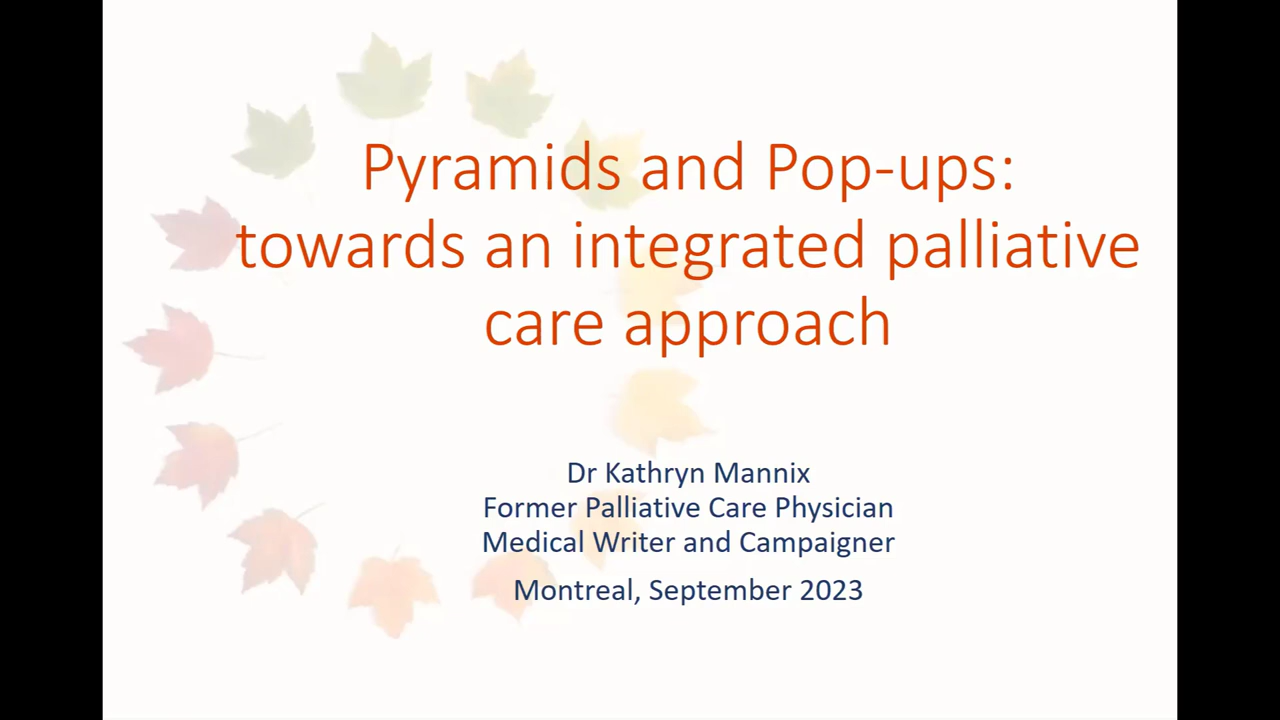 Pyramids and Pop-ups:
towards an integrated palliative
care approach
Dr Kathryn Mannix
Former Palliative Care Physician
Medical Writer and Campaigner
Montreal, September 2023